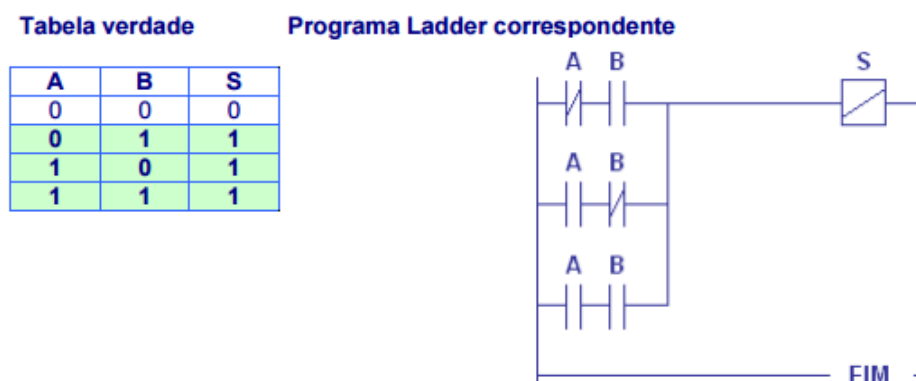 Tabela verdade
Programa Ladder correspondente
A B S
0 0 0
0 1 1
1 0 1
1 1 1
A B S
A B
A B
FIM